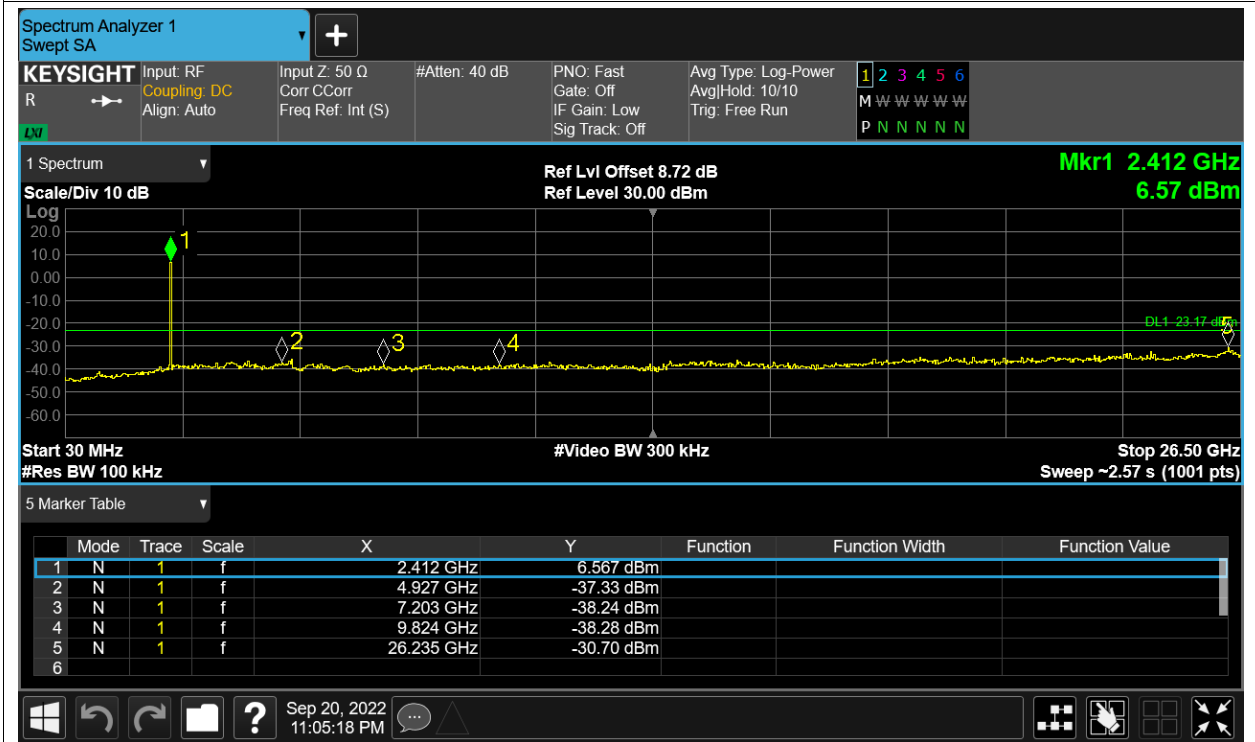 Spectrum Analyzer 1
Swept SA
+
KEYSIGHT Input: RF Input Z: 50 Ω #Atten: 40 dB PNO: Fast Avg Type: Log-Power 1 2 3 4 5 6
R Coupling: DC Corr CCorr Gate: Off Avg|Hold: 10/10 M W W W W W
Align: Auto Freq Ref: Int (S) IF Gain: Low Trig: Free Run
LXI Sig Track: Off P N N N N N
1 Spectrum Ref Lvl Offset 8.72 dB Mkr1 2.412 GHz
Scale/Div 10 dB Ref Level 30.00 dBm 6.57 dBm
Log
20.0
1
10.0
0.00
-10.0
-20.0
DL1 -23.17 dBm
5
-30.0
2 3 4
-40.0
-50.0
-60.0
Start 30 MHz #Video BW 300 kHz Stop 26.50 GHz
#Res BW 100 kHz Sweep ~2.57 s (1001 pts)
5 Marker Table
Mode Trace Scale X Y Function Function Width Function Value
1 N 1 f 2.412 GHz 6.567 dBm
2 N 1 f 4.927 GHz -37.33 dBm
3 N 1 f 7.203 GHz -38.24 dBm
4 N 1 f 9.824 GHz -38.28 dBm
5 N 1 f 26.235 GHz -30.70 dBm
6
? Sep 20, 2022
11:05:18 PM